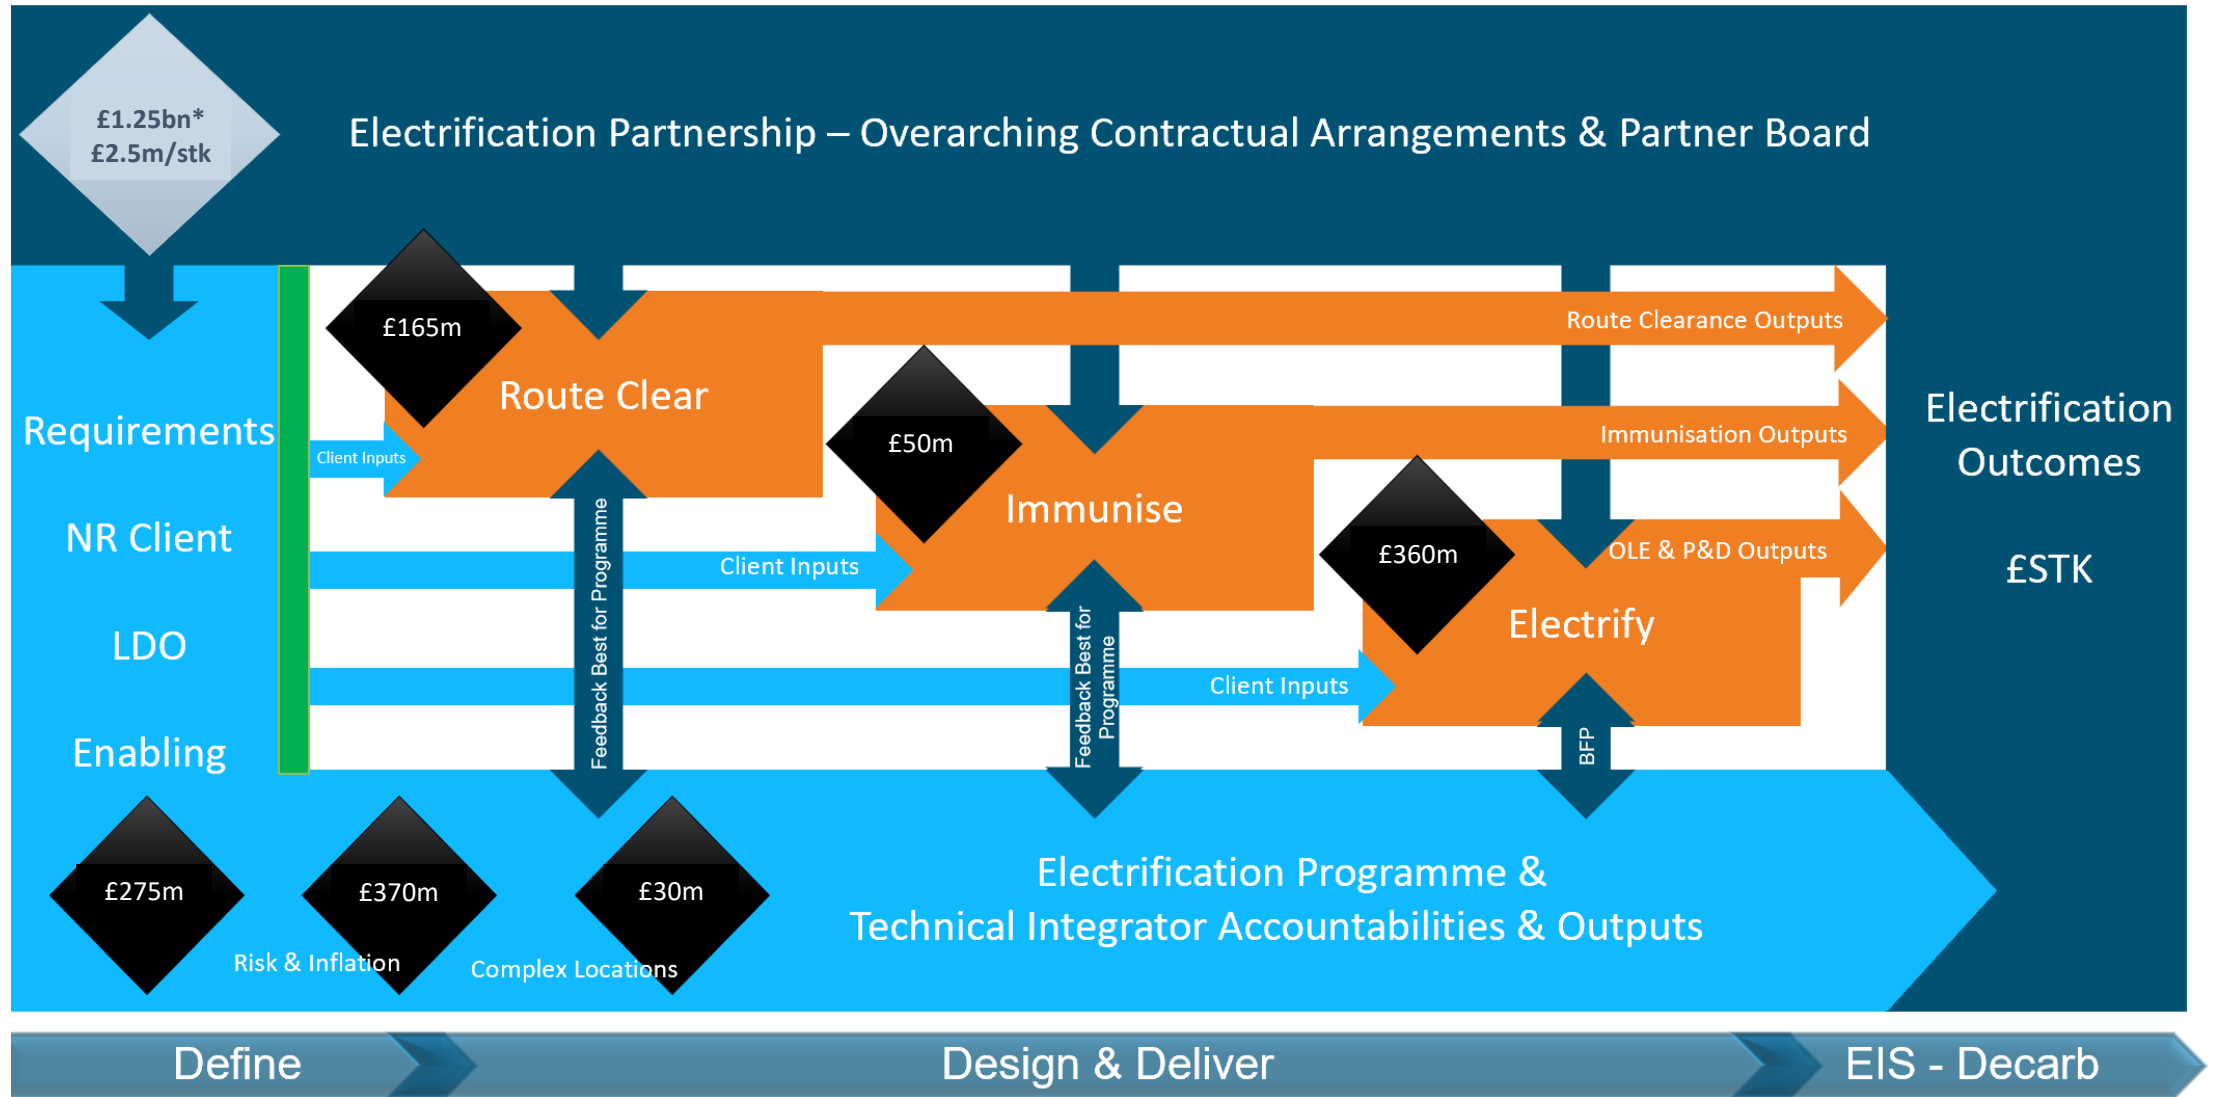 £1.25bn*
£2.5m/stk
Electrification Partnership – Overarching Contractual Arrangements & Partner Board
£165m
Route Clear
Route Clearance Outputs
Requirements
Client Inputs
£50m
Immunise
Immunisation Outputs
Electrification
Outcomes
£STK
NR Client
Client Inputs
£360m
OLE & P&D Outputs
Electrify
LDO
Client Inputs
Enabling
Feedback Best for Programme
Feedback Best for
Programme
BFP
£275m
£370m
£30m
Risk & Inflation
Complex Locations
Electrification Programme &
Technical Integrator Accountabilities & Outputs
Define
Design & Deliver
EIS - Decarb